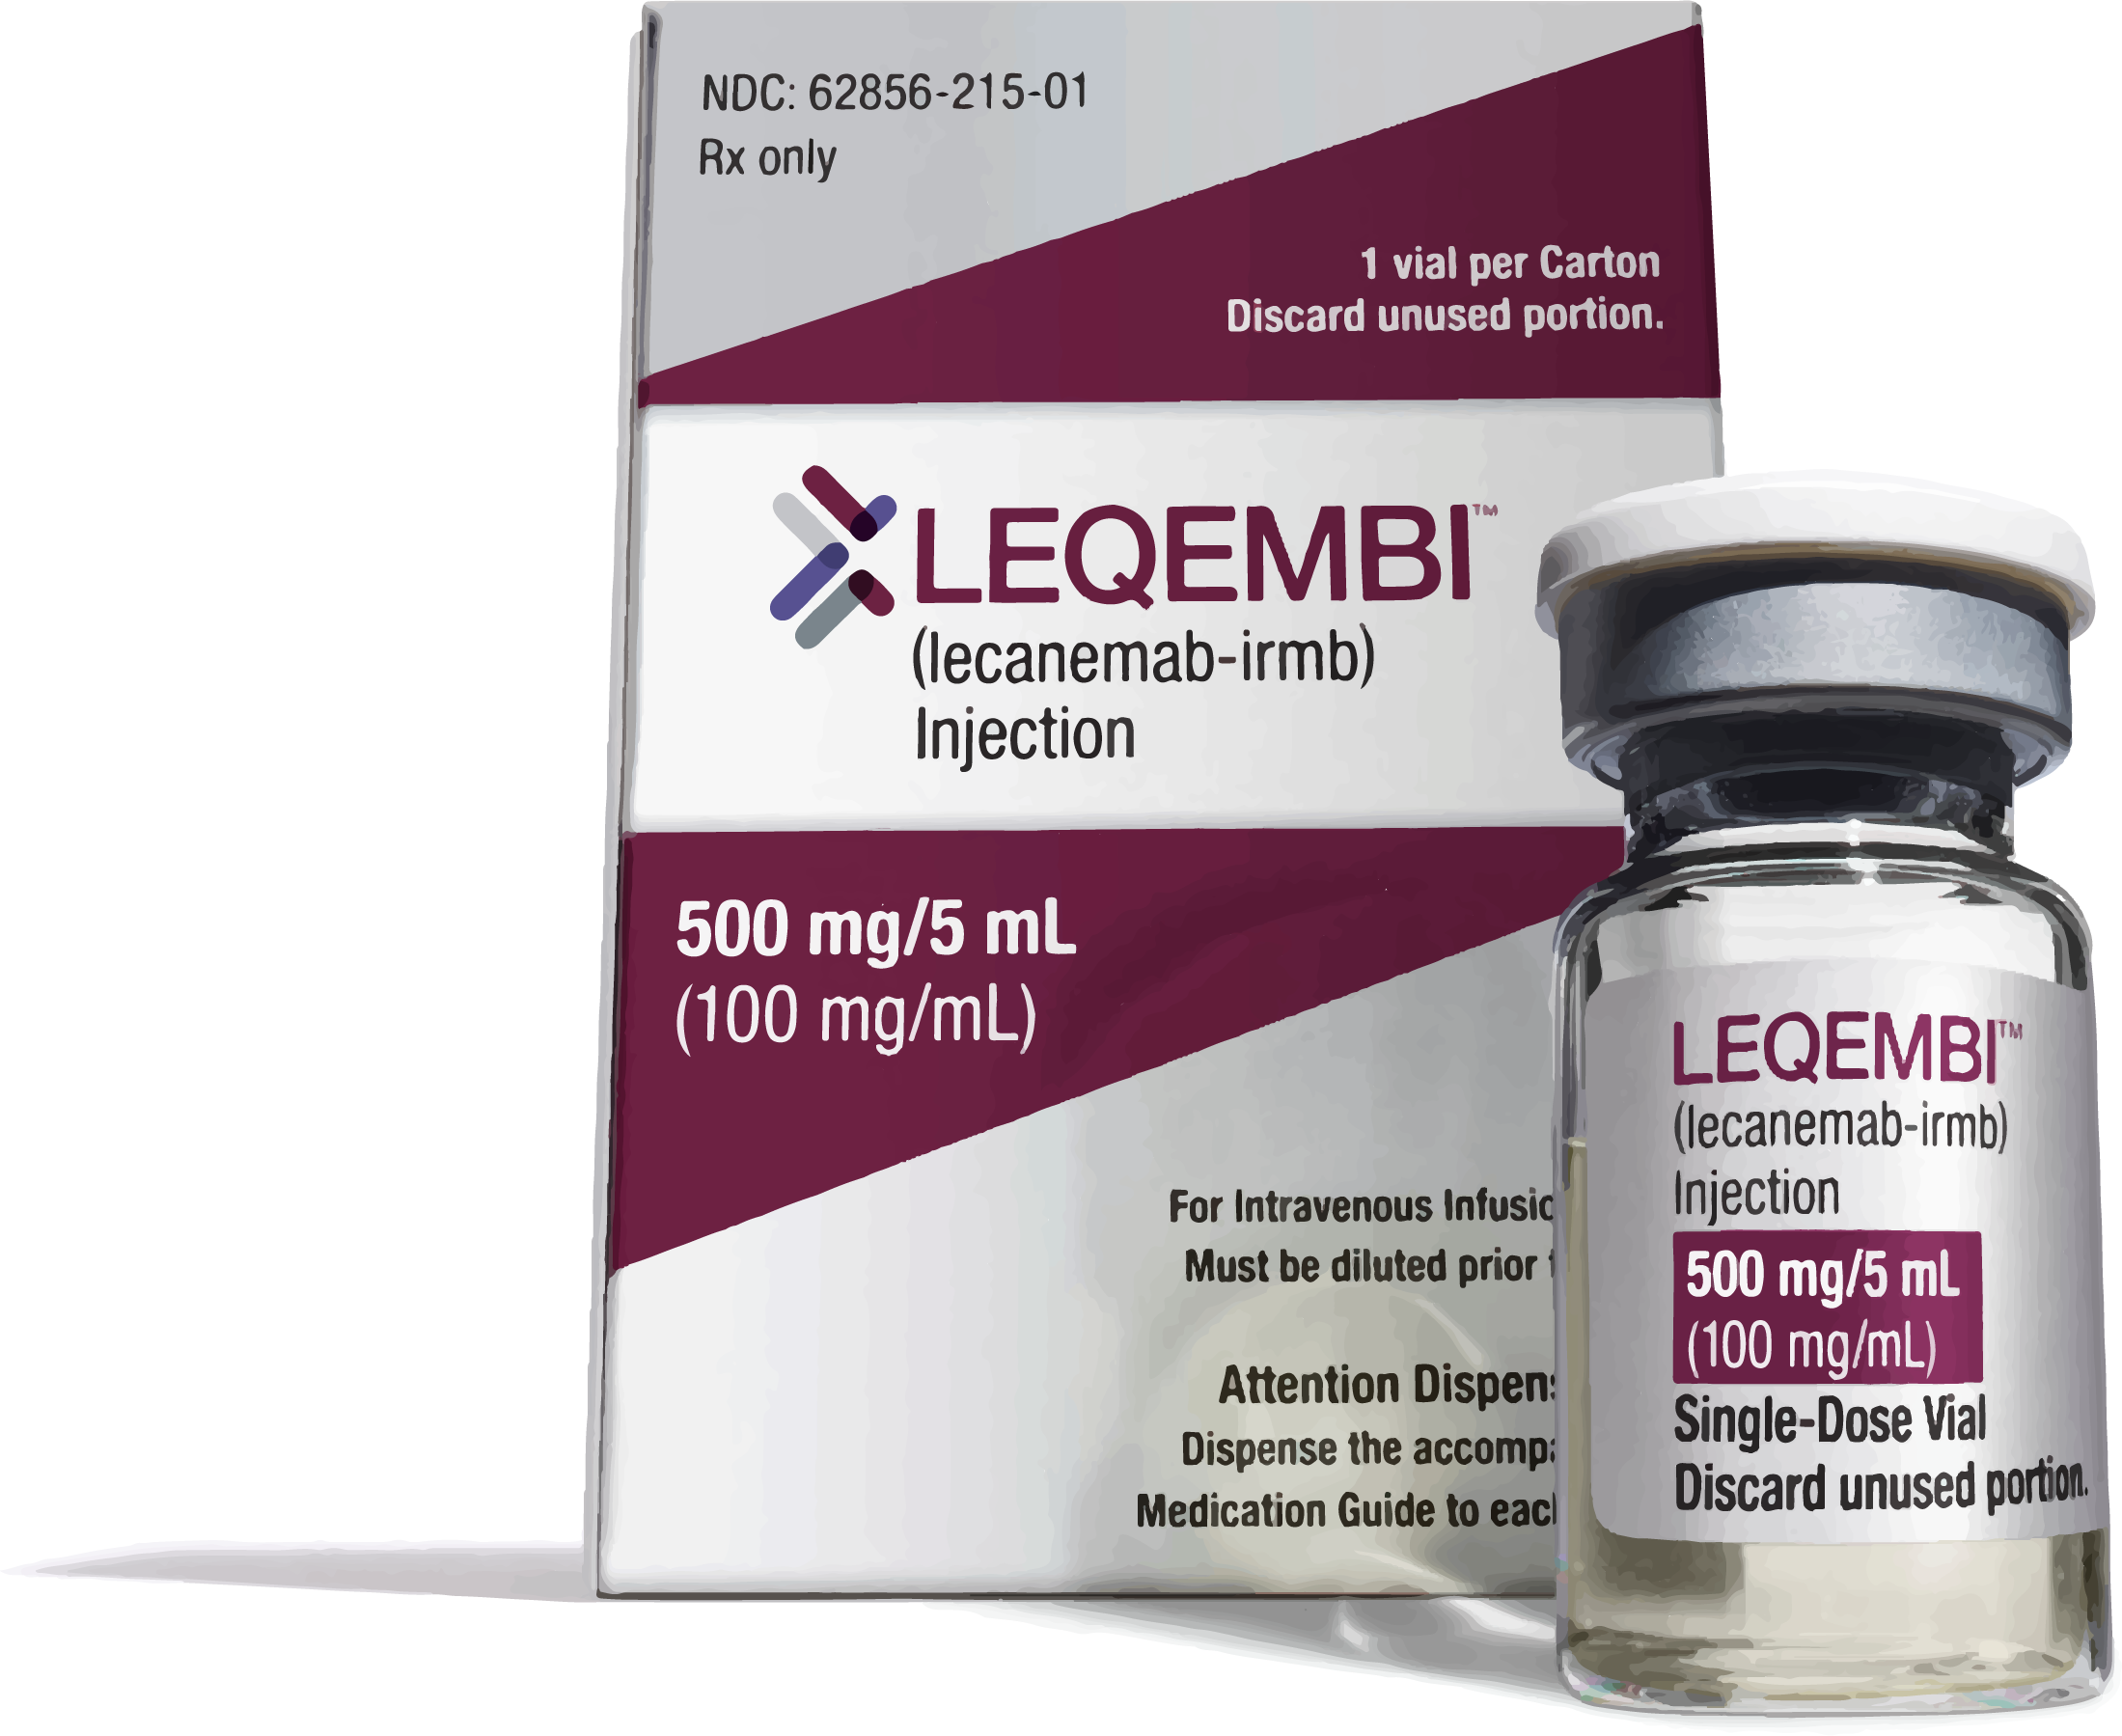 NDC: 62856-215-01
Rx only
1 vial per Carton
Discard unused portion.
LEQEMBI™
(lecanemab-irmb)
Injection
500 mg/5 mL
(100 mg/mL)
For Intravenous
Must be diluted prior
Attention
Dispense the
Medication Guide to
LEQEMBI™
(lecanemab-irmb)
Injection
500 mg/5 mL
(100 mg/mL)
Single-Dose Vial
Discard unused portion.